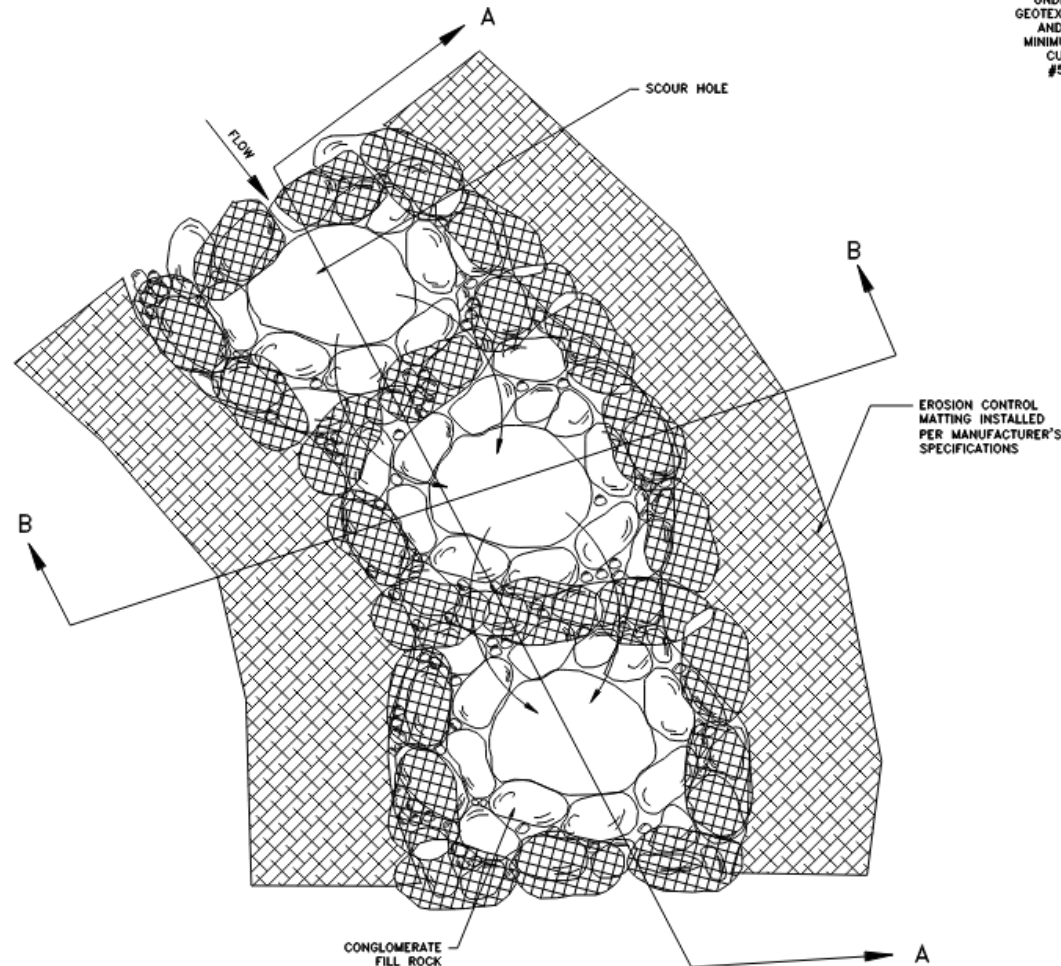 A
GEOTEX
AND
MINIMU
CU
SCOUR HOLE
FLOW
B
EROSION CONTROL
MATTING INSTALLED
PER MANUFACTURER'S
SPECIFICATIONS
B
CONGLOMERATE
FILL ROCK
A